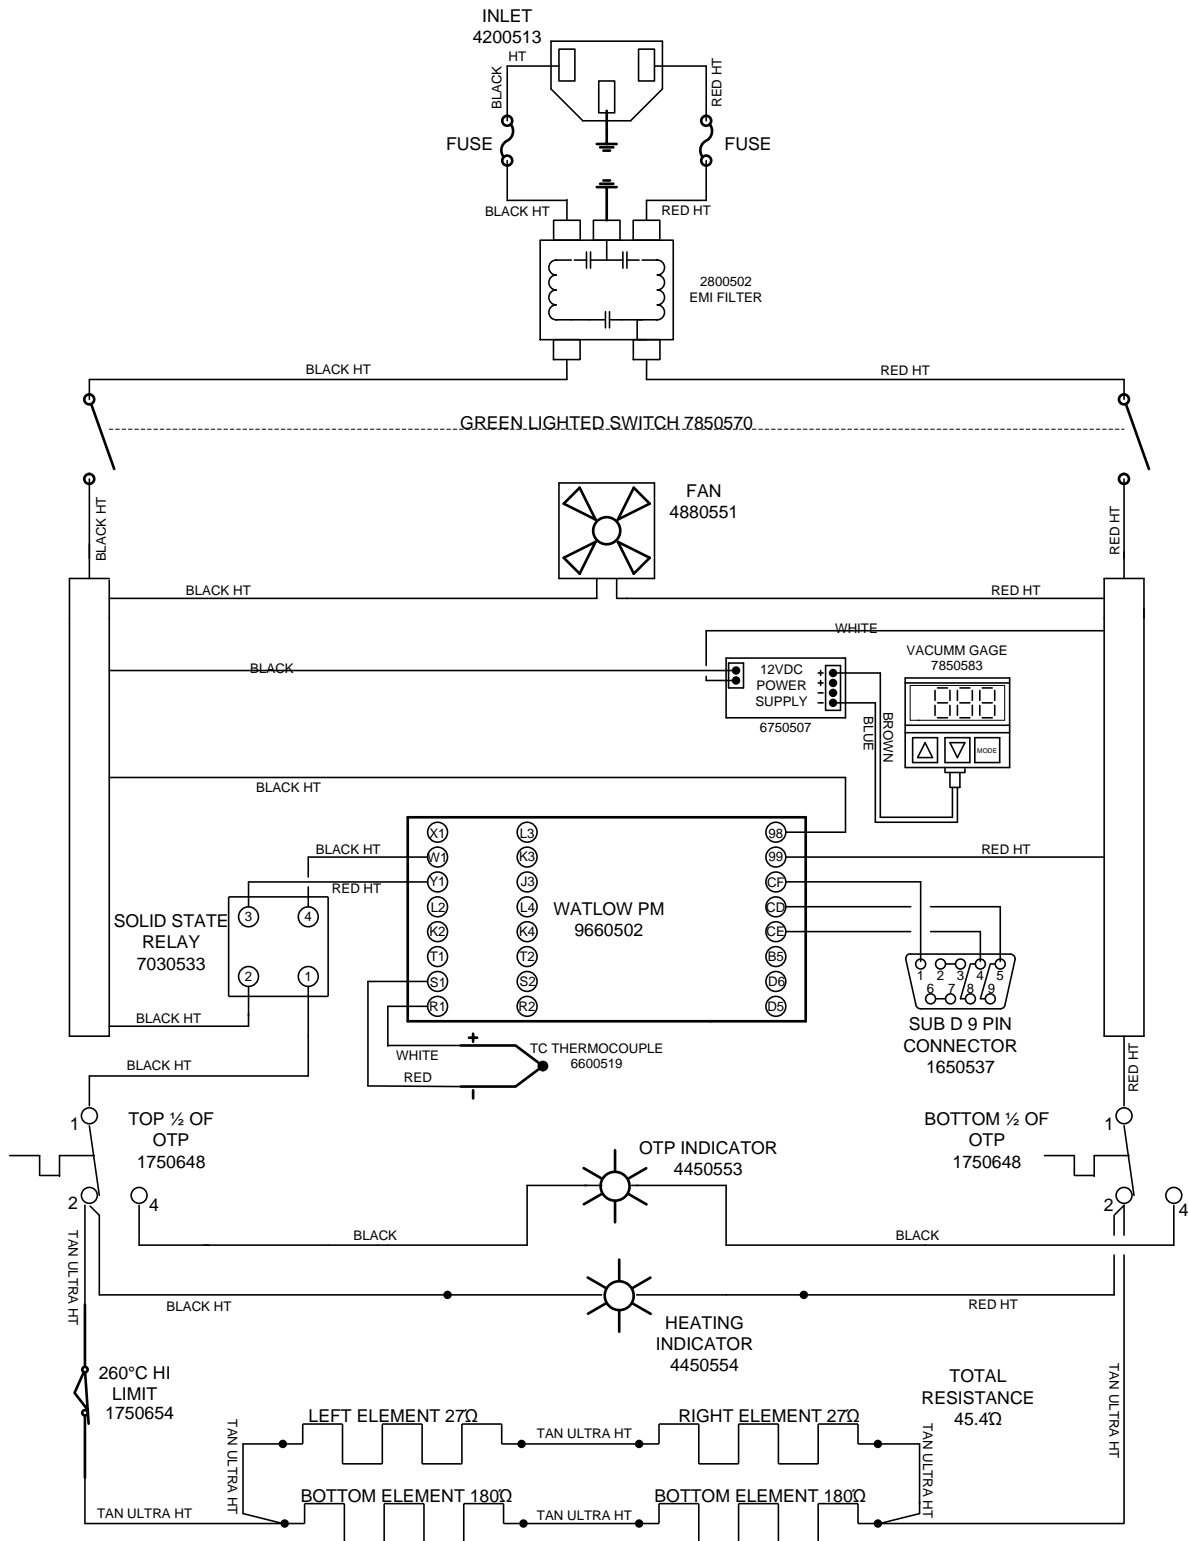 INLET
4200513
HT
BLACK
RED HT
FUSE
FUSE
BLACK HT
RED HT
2800502
EMI FILTER
BLACK HT
RED HT
GREEN LIGHTED SWITCH 7850570
BLACK HT
FAN
4880551
RED HT
BLACK HT
RED HT
WHITE
BLACK
12VDC
POWER
SUPPLY
+
+
−
−
6750507
BLUE
BROWN
VACUMM GAGE
7850583
888
MODE
BLACK HT
X1
L3
98
BLACK HT
W1
K3
99
RED HT
RED HT
Y1
J3
CF
L2
L4
CD
K2
K4
CE
T1
T2
B5
S1
S2
D6
R1
R2
D5
WATLOW PM
9660502
SOLID STATE
RELAY
7030533
3
4
2
1
BLACK HT
1
2
3
4
5
6
7
8
9
SUB D 9 PIN
CONNECTOR
1650537
+
WHITE
RED
−
TC THERMOCOUPLE
6600519
BLACK HT
RED HT
1
TOP ½ OF
OTP
1750648
2
4
OTP INDICATOR
4450553
BOTTOM ½ OF
OTP
1750648
1
2
4
BLACK
BLACK
TAN ULTRA HT
BLACK HT
RED HT
HEATING
INDICATOR
4450554
260°C HI
LIMIT
1750654
TOTAL
RESISTANCE
45.4Ω
TAN ULTRA HT
LEFT ELEMENT 27Ω
TAN ULTRA HT
RIGHT ELEMENT 27Ω
TAN ULTRA HT
TAN ULTRA HT
TAN ULTRA HT
BOTTOM ELEMENT 180Ω
TAN ULTRA HT
BOTTOM ELEMENT 180Ω